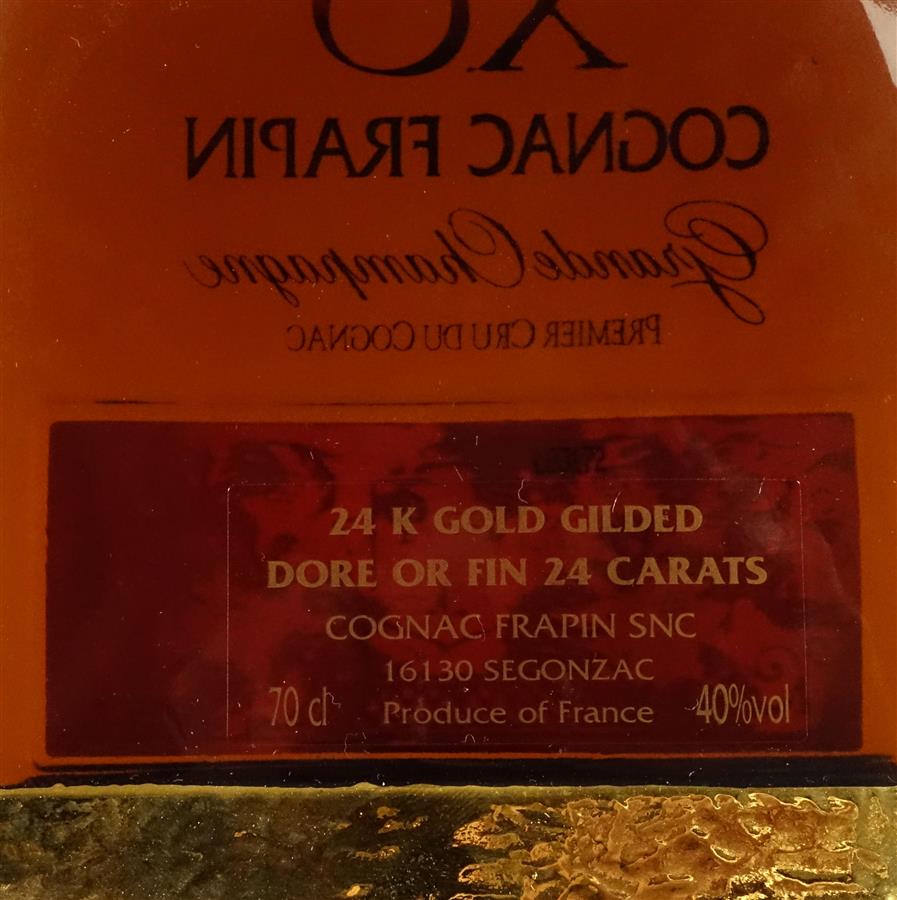 XO
COGNAC FRAPIN
Grande Champagne
PREMIER CRU DU COGNAC
24 K GOLD GILDED
DORE OR FIN 24 CARATS
COGNAC FRAPIN SNC
16130 SEGONZAC
70 cl Produce of France 40%vol